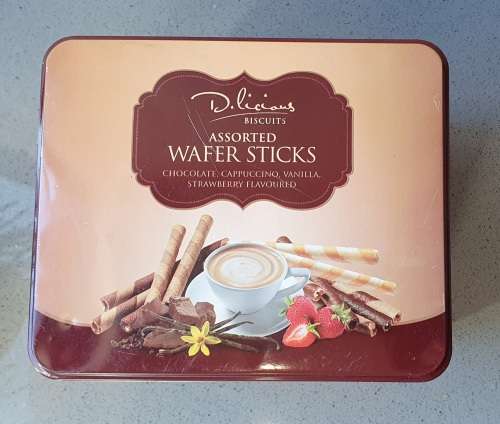 D.licious
BISCUITS
ASSORTED
WAFER STICKS
CHOCOLATE, CAPPUCCINO, VANILLA,
STRAWBERRY FLAVOURED